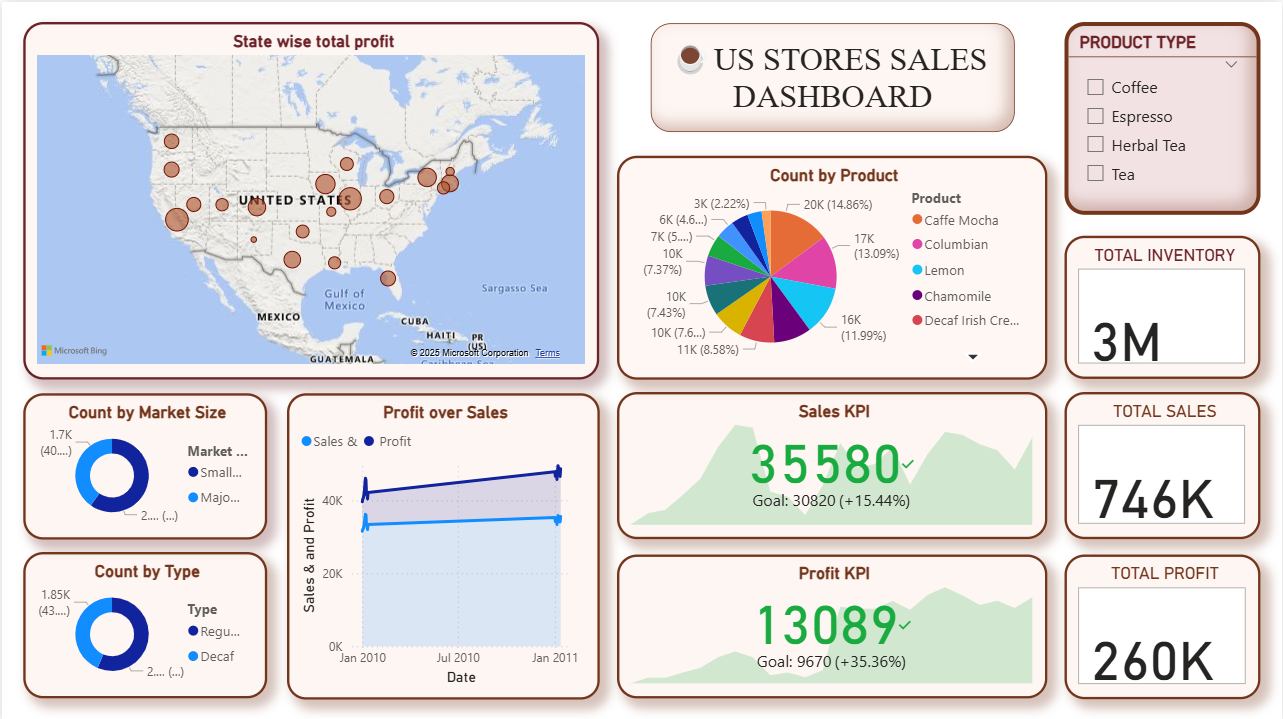 State wise total profit
UNITED STATES
MEXICO
Gulf of
Mexico
Sargasso Sea
CUBA
HAITI
PR
(US)
GUATEMALA
Caribbean Sea
Microsoft Bing
© 2025 Microsoft Corporation Terms
US STORES SALES
DASHBOARD
PRODUCT TYPE
Coffee
Espresso
Herbal Tea
Tea
Count by Product
3K (2.22%)
20K (14.86%)
6K (4.6...)
7K (5....)
17K
(13.09%)
10K
(7.37%)
10K
(7.43%)
16K
(11.99%)
10K (7.6...)
11K (8.58%)
Product
Caffe Mocha
Columbian
Lemon
Chamomile
Decaf Irish Cre...
TOTAL INVENTORY
3M
Count by Market Size
1.7K
(40....)
2.... (...)
Market ...
Small...
Majo...
Profit over Sales
Sales &
Profit
Sales & and Profit
40K
20K
0K
Jan 2010
Jul 2010
Jan 2011
Date
Sales KPI
35580
Goal: 30820 (+15.44%)
TOTAL SALES
746K
Count by Type
1.85K
(43....)
2.... (...)
Type
Regu...
Decaf
Profit KPI
13089
Goal: 9670 (+35.36%)
TOTAL PROFIT
260K